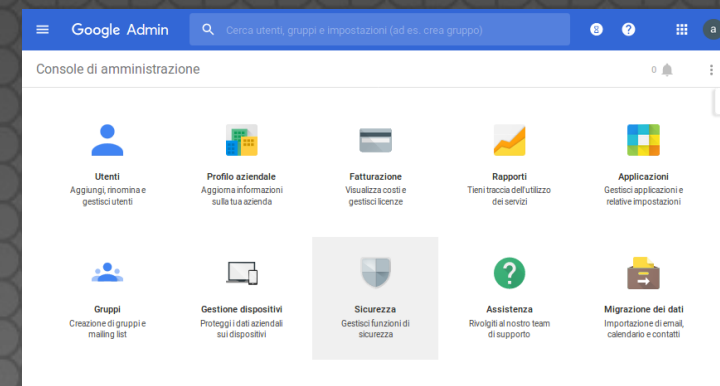 Google Admin
Cerca utenti, gruppi e impostazioni (ad es. crea gruppo)
a
Console di amministrazione
0
Utenti
Aggiungi, rinomina e
gestisci utenti
Profilo aziendale
Aggiorna informazioni
sulla tua azienda
Fatturazione
Visualizza costi e
gestisci licenze
Rapporti
Tieni traccia dell'utilizzo
dei servizi
Applicazioni
Gestisci applicazioni e
relative impostazioni
Gruppi
Creazione di gruppi e
mailing list
Gestione dispositivi
Proteggi i dati aziendali
sui dispositivi
Sicurezza
Gestisci funzioni di
sicurezza
Assistenza
Rivolgiti al nostro team
di supporto
Migrazione dei dati
Importazione di email,
calendario e contatti